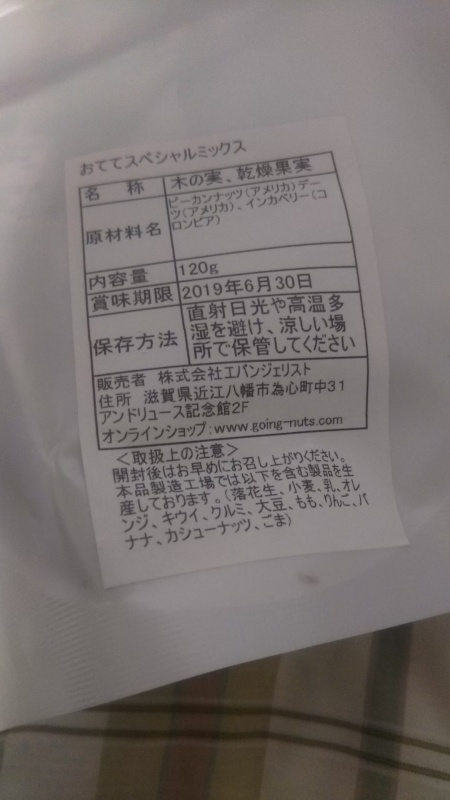 おててスペシャルミックス
名 称 木の実、乾燥果実
原材料名 ピーカンナッツ(アメリカ)デー
ツ(アメリカ)、インカベリー(コ
ロンビア)
内容量 120g
賞味期限 2019年6月30日
保存方法 直射日光や高温多
湿を避け、涼しい場
所で保管してください
販売者 株式会社エバンジェリスト
住所 滋賀県近江八幡市為心町中31
アンドリュース記念館2F
オンラインショップ:www.going-nuts.com
<取扱上の注意>
開封後はお早めにお召し上がりください。
本品製造工場では以下を含む製品を生
産しております。(落花生、小麦、乳、オレ
ンジ、キウイ、クルミ、大豆、もも、りんご、バ
ナナ、カシューナッツ、ごま)